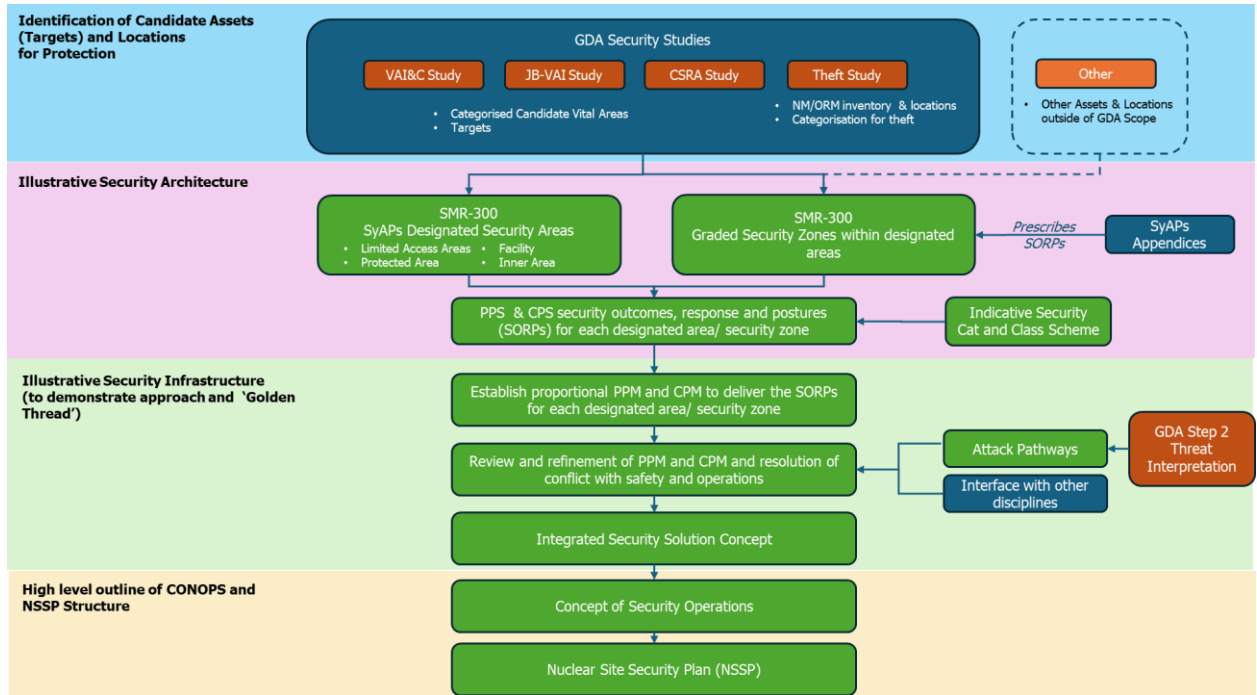 Identification of Candidate Assets
(Targets) and Locations
for Protection
GDA Security Studies
VAI&C Study
JB-VAI Study
CSRA Study
Theft Study
• Categorised Candidate Vital Areas
• Targets
• NM/ORM inventory & locations
• Categorisation for theft
Other
• Other Assets & Locations
outside of GDA Scope
Illustrative Security Architecture
SMR-300
SyAPs Designated Security Areas
• Limited Access Areas
• Protected Area
• Facility
• Inner Area
SMR-300
Graded Security Zones within designated
areas
Prescribes
SORPs
SyAPs
Appendices
PPS & CPS security outcomes, response and postures
(SORPs) for each designated area/ security zone
Indicative Security
Cat and Class Scheme
Illustrative Security Infrastructure
(to demonstrate approach and ‘Golden
Thread’)
Establish proportional PPM and CPM to deliver the SORPs
for each designated area/ security zone
Review and refinement of PPM and CPM and resolution of
conflict with safety and operations
Attack Pathways
Interface with other
disciplines
GDA Step 2
Threat
Interpretation
Integrated Security Solution Concept
High level outline of CONOPS and
NSSP Structure
Concept of Security Operations
Nuclear Site Security Plan (NSSP)